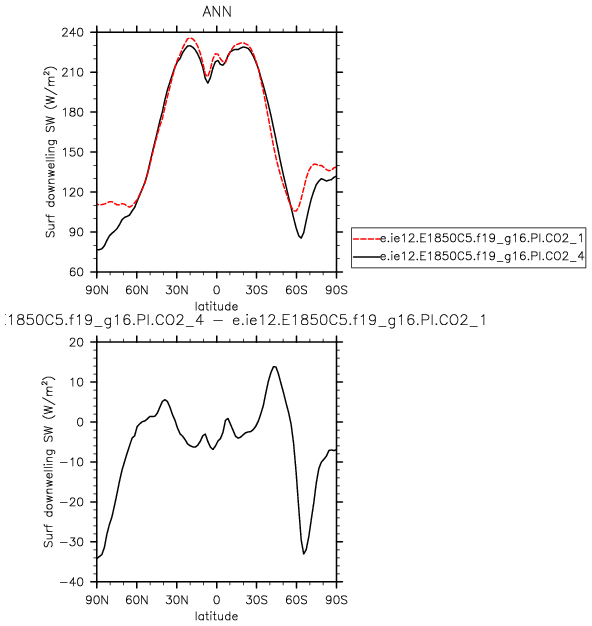 ANN
Surf downwelling SW (W/m²)
240
210
180
150
120
90
60
90N 60N 30N 0 30S 60S 90S
latitude
e.ie12.E1850C5.f19_g16.PI.CO2_1
e.ie12.E1850C5.f19_g16.PI.CO2_4
.1850C5.f19_g16.PI.CO2_4 − e.ie12.E1850C5.f19_g16.PI.CO2_1
Surf downwelling SW (W/m²)
20
10
0
−10
−20
−30
−40
90N 60N 30N 0 30S 60S 90S
latitude